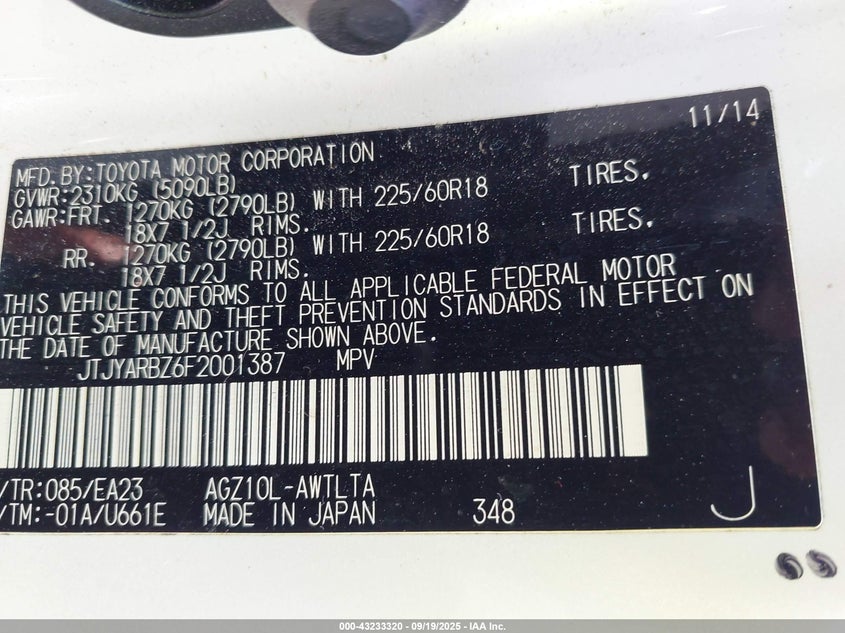 11/14
MFD. BY:TOYOTA MOTOR CORPORATION
GVWR:2310KG (5090LB)
GAWR:FRT. 1270KG (2790LB) WITH 225/60R18 TIRES,
18X7 1/2J RIMS.
RR. 1270KG (2790LB) WITH 225/60R18 TIRES,
18X7 1/2J RIMS.
THIS VEHICLE CONFORMS TO ALL APPLICABLE FEDERAL MOTOR
VEHICLE SAFETY AND THEFT PREVENTION STANDARDS IN EFFECT ON
THE DATE OF MANUFACTURE SHOWN ABOVE.
JTJYARBZ6F2001387 MPV
/TR:085/EA23 AGZ10L-AWTLTA
/TM:-01A/U661E MADE IN JAPAN 348 J
000-43233320 - 09/19/2025 - IAA Inc.